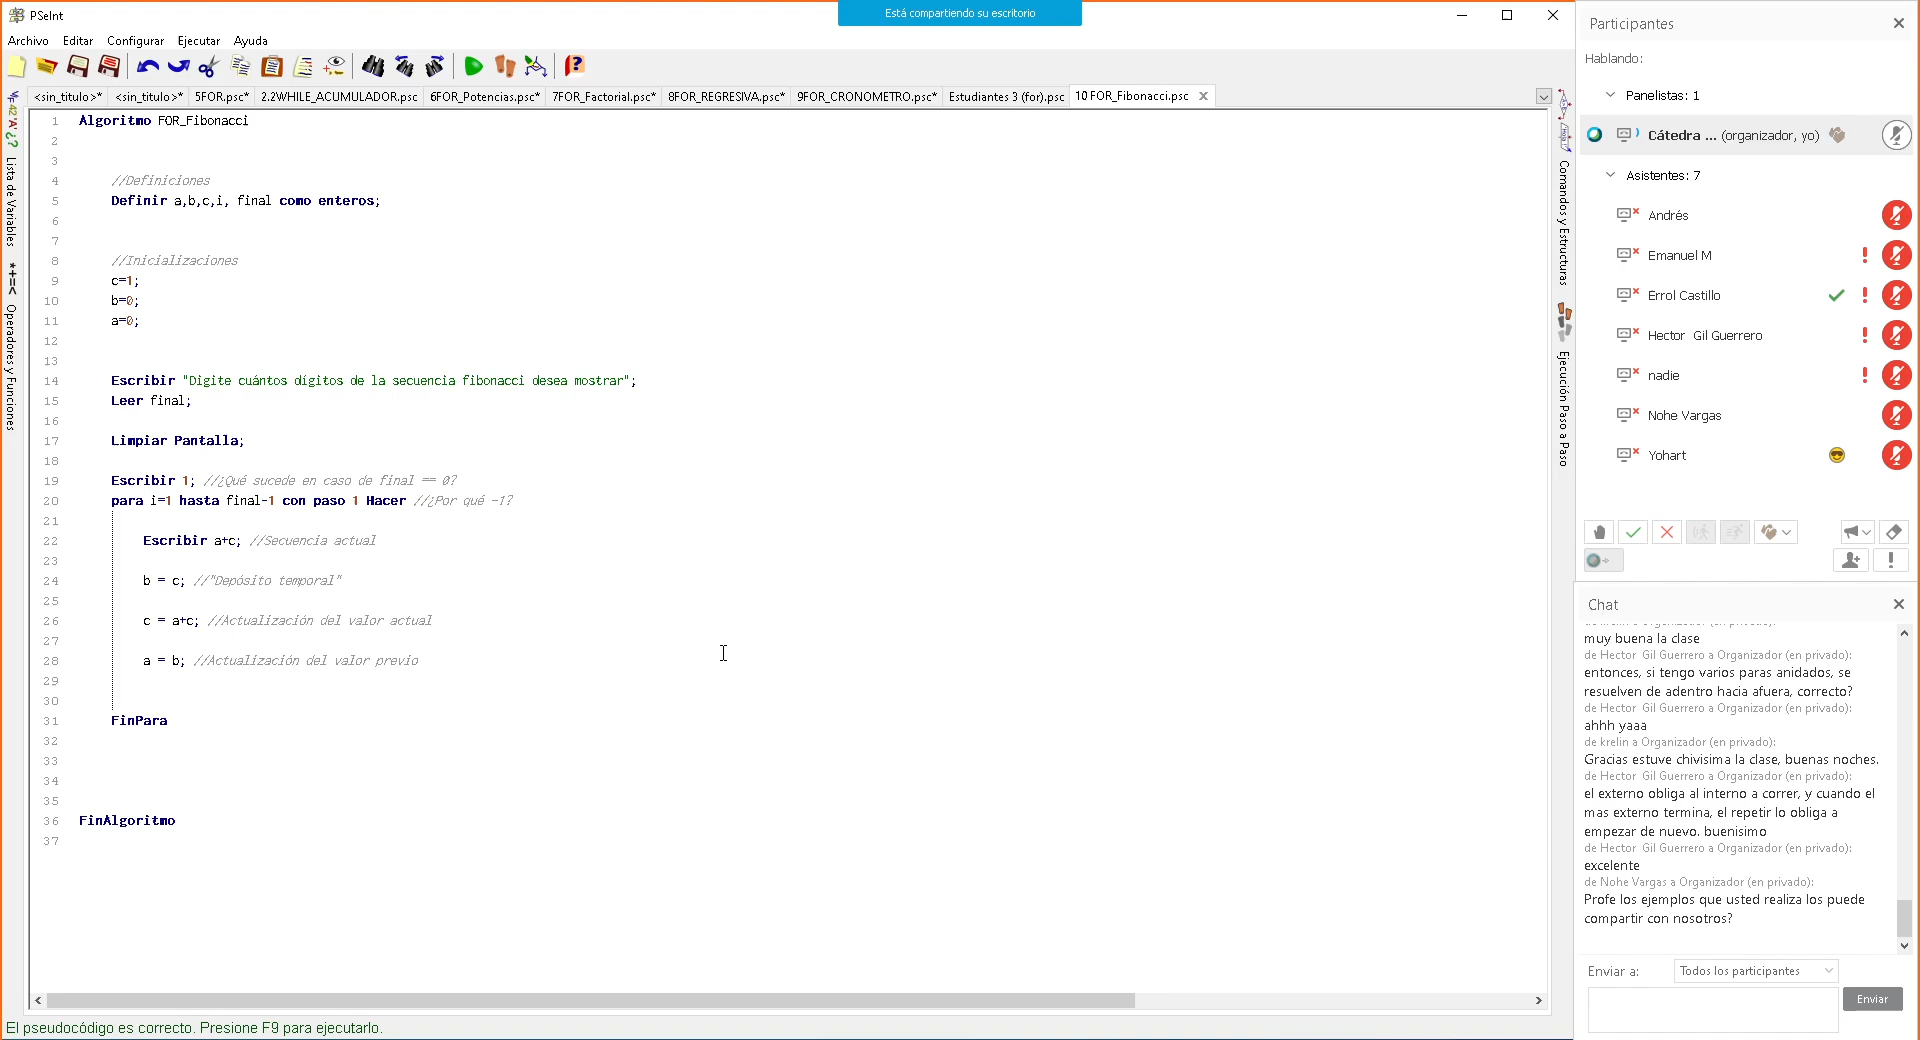 PSeInt
Está compartiendo su escritorio
Archivo Editar Configurar Ejecutar Ayuda
<sin_titulo>* <sin_titulo>* 5FOR.psc* 2.2WHILE_ACUMULADOR.psc 6FOR_Potencias.psc* 7FOR_Factorial.psc* 8FOR_REGRESIVA.psc* 9FOR_CRONOMETRO.psc* Estudiantes 3 (for).psc 10 FOR_Fibonacci.psc
Lista de Variables
Operadores y Funciones
1 Algoritmo FOR_Fibonacci
2
3
4 //Definiciones
5 Definir a,b,c,i, final como enteros;
6
7
8 //Inicializaciones
9 c=1;
10 b=0;
11 a=0;
12
13
14 Escribir "Digite cuántos dígitos de la secuencia fibonacci desea mostrar";
15 Leer final;
16
17 Limpiar Pantalla;
18
19 Escribir 1; //¿Qué sucede en caso de final == 0?
20 para i=1 hasta final-1 con paso 1 Hacer //¿Por qué -1?
21
22 Escribir a+c; //Secuencia actual
23
24 b = c; //"Depósito temporal"
25
26 c = a+c; //Actualización del valor actual
27
28 a = b; //Actualización del valor previo
29
30
31 FinPara
32
33
34
35
36 FinAlgoritmo
37
Comandos y Estructuras
Ejecución Paso a Paso
El pseudocódigo es correcto. Presione F9 para ejecutarlo.
Participantes
Hablando:
Panelistas: 1
Cátedra ... (organizador, yo)
Asistentes: 7
Andrés
Emanuel M
Errol Castillo
Hector Gil Guerrero
nadie
Nohe Vargas
Yohart
Chat
de krelin a Organizador (en privado):
muy buena la clase
de Hector Gil Guerrero a Organizador (en privado):
entonces, si tengo varios paras anidados, se
resuelven de adentro hacia afuera, correcto?
de Hector Gil Guerrero a Organizador (en privado):
ahhh yaaa
de krelin a Organizador (en privado):
Gracias estuve chivisima la clase, buenas noches.
de Hector Gil Guerrero a Organizador (en privado):
el externo obliga al interno a correr, y cuando el
mas externo termina, el repetir lo obliga a
empezar de nuevo. buenisimo
de Hector Gil Guerrero a Organizador (en privado):
excelente
de Nohe Vargas a Organizador (en privado):
Profe los ejemplos que usted realiza los puede
compartir con nosotros?
Enviar a: Todos los participantes
Enviar